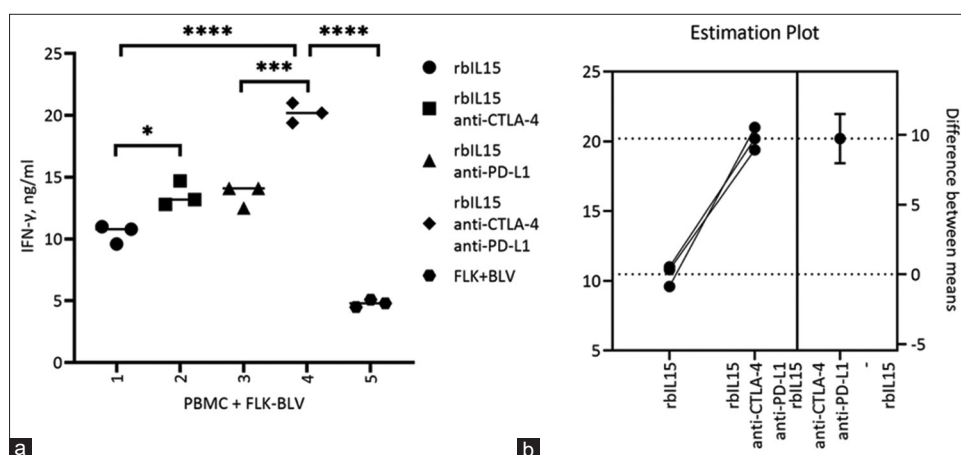 ****
****
***
*
25
20
15
10
5
0
IFN-γ, ng/ml
1
2
3
4
5
PBMC + FLK-BLV
rbIL15
rbIL15
anti-CTLA-4
rbIL15
anti-PD-L1
rbIL15
anti-CTLA-4
anti-PD-L1
FLK+BLV
a
Estimation Plot
25
20
15
10
5
10
5
0
-5
Difference between means
rbIL15
rbIL15
anti-CTLA-4
anti-PD-L1
rbIL15
anti-CTLA-4
anti-PD-L1
-
rbIL15
b